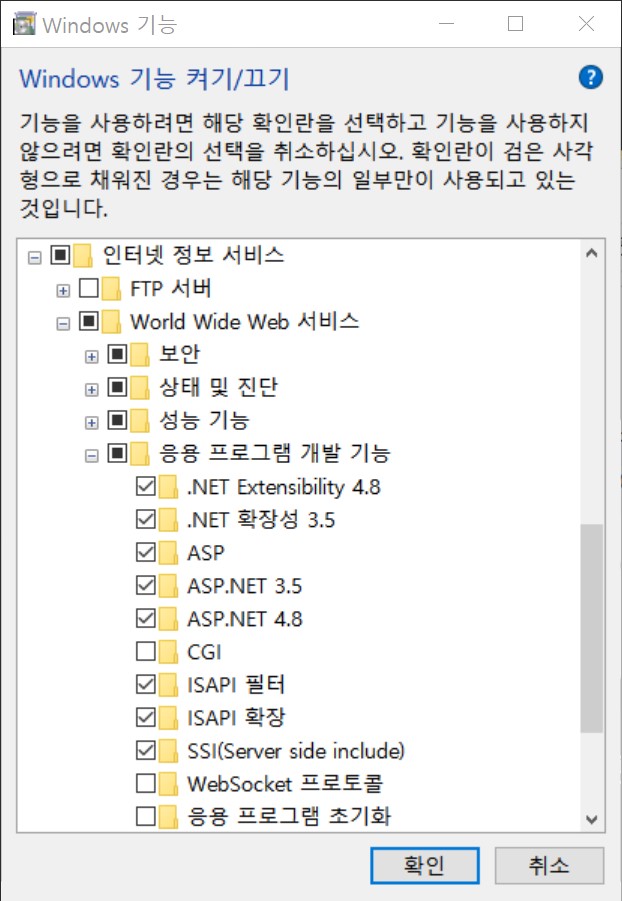 Windows 기능
Windows 기능 켜기/끄기
기능을 사용하려면 해당 확인란을 선택하고 기능을 사용하지
않으려면 확인란의 선택을 취소하십시오. 확인란이 검은 사각
형으로 채워진 경우는 해당 기능의 일부만이 사용되고 있는
것입니다.
인터넷 정보 서비스
FTP 서버
World Wide Web 서비스
보안
상태 및 진단
성능 기능
응용 프로그램 개발 기능
.NET Extensibility 4.8
.NET 확장성 3.5
ASP
ASP.NET 3.5
ASP.NET 4.8
CGI
ISAPI 필터
ISAPI 확장
SSI(Server side include)
WebSocket 프로토콜
응용 프로그램 초기화
확인
취소